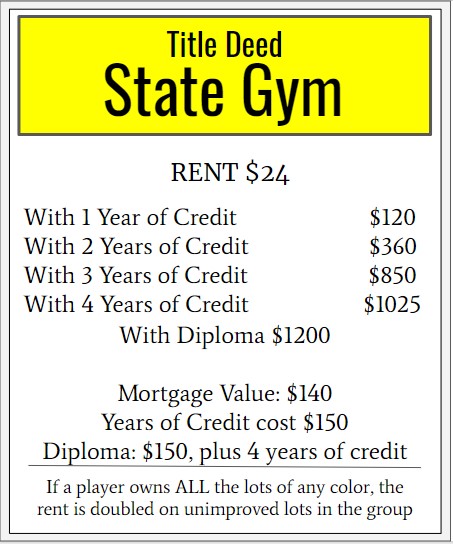 Title Deed
State Gym
RENT $24
With 1 Year of Credit $120
With 2 Years of Credit $360
With 3 Years of Credit $850
With 4 Years of Credit $1025
With Diploma $1200
Mortgage Value: $140
Years of Credit cost $150
Diploma: $150, plus 4 years of credit
If a player owns ALL the lots of any color, the
rent is doubled on unimproved lots in the group